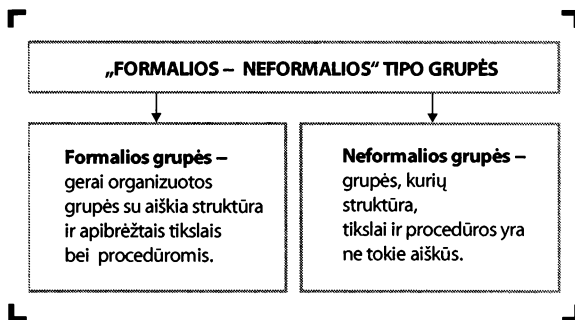 „FORMALIOS – NEFORMALIOS“ TIPO GRUPĖS
Formalios grupės –
gerai organizuotos
grupės su aiškia struktūra
ir apibrėžtais tikslais
bei procedūromis.
Neformalios grupės –
grupės, kurių
struktūra,
tikslai ir procedūros yra
ne tokie aiškūs.